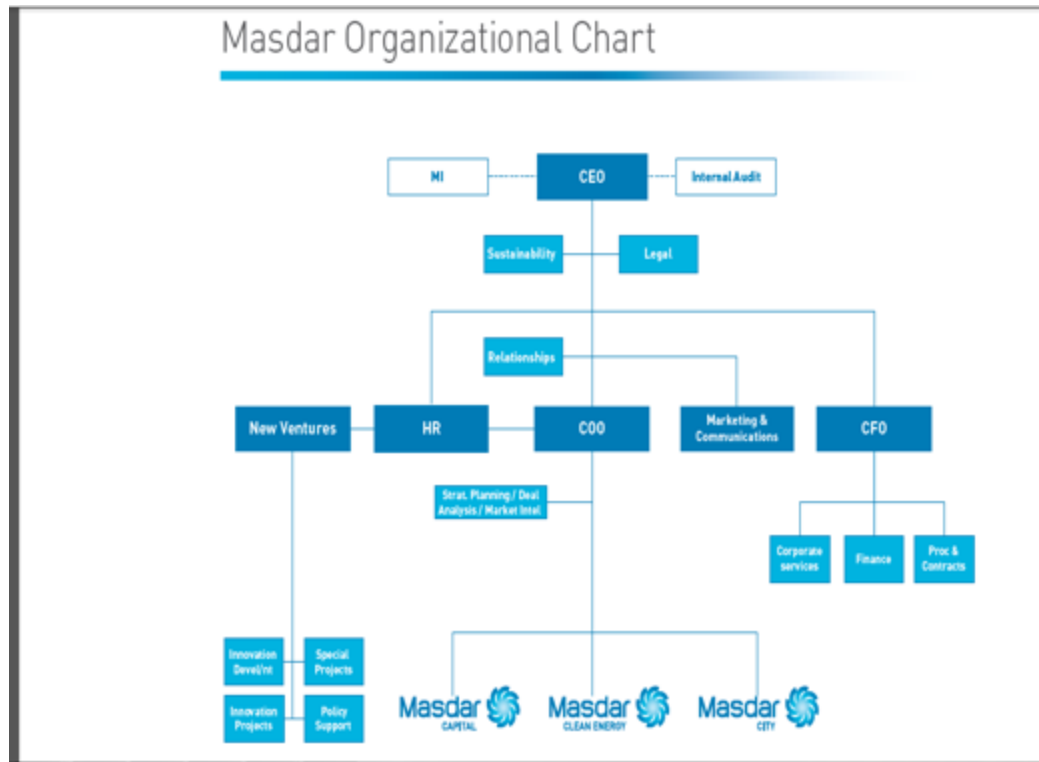 Masdar Organizational Chart
MI
CEO
Internal Audit
Sustainability
Legal
Relationships
New Ventures
HR
COO
Marketing &
Communications
CFO
Strat. Planning / Deal
Analysis / Market Intel
Corporate
services
Finance
Proc &
Contracts
Innovation
Devel/nt
Special
Projects
Innovation
Projects
Policy
Support
Masdar
CAPITAL
Masdar
CLEAN ENERGY
Masdar
CITY